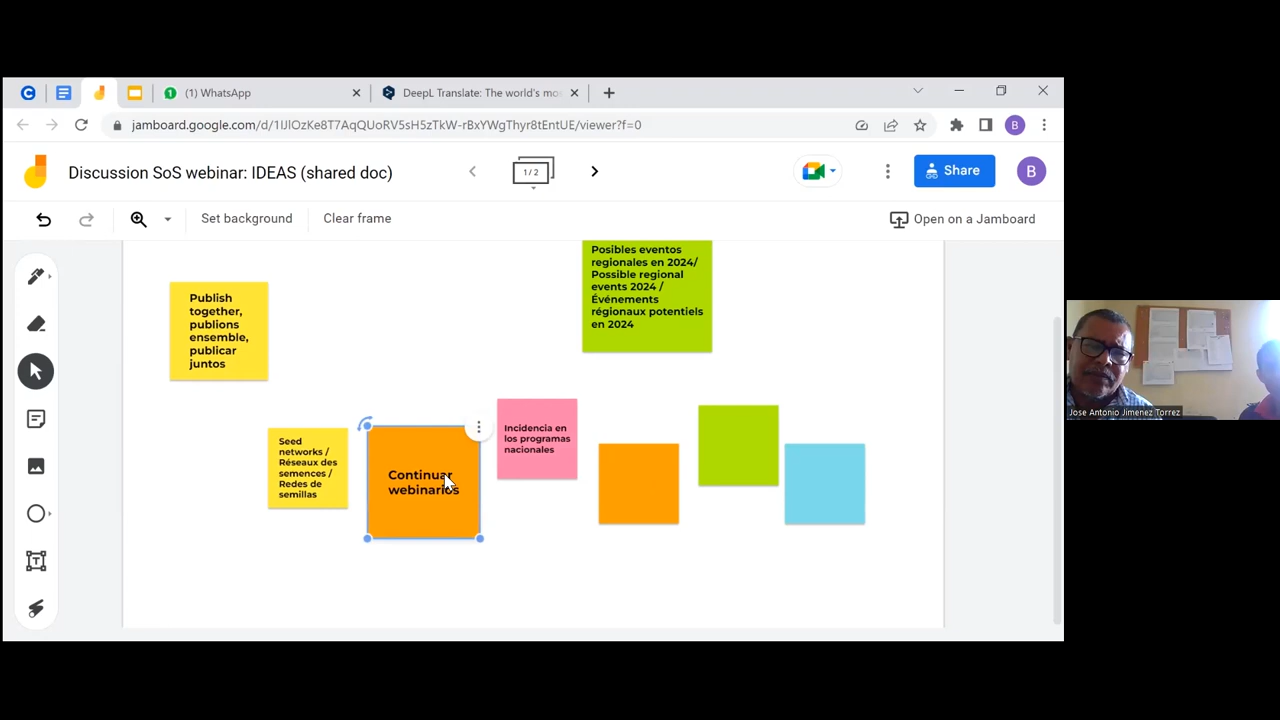 (1) WhatsApp
DeepL Translate: The world's mos
jamboard.google.com/d/1IJlOzKe8T7AqQUoRV5sH5zTkW-rBxYWgThyr8tEntUE/viewer?f=0
B
Discussion SoS webinar: IDEAS (shared doc)
1/2
Share
B
Set background
Clear frame
Open on a Jamboard
Posibles eventos
regionales en 2024/
Possible regional
events 2024 /
Événements
régionaux potentiels
en 2024
Publish
together,
publions
ensemble,
publicar
juntos
Seed
networks /
Réseaux des
semences /
Redes de
semillas
Continuar
webinarios
Incidencia en
los programas
nacionales
Jose Antonio Jimenez Torrez